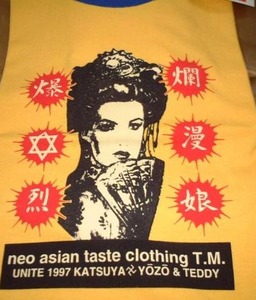 爆✡烈
爛漫娘
neo asian taste clothing T.M.
UNITE 1997 KATSUYA YŌZŌ & TEDDY